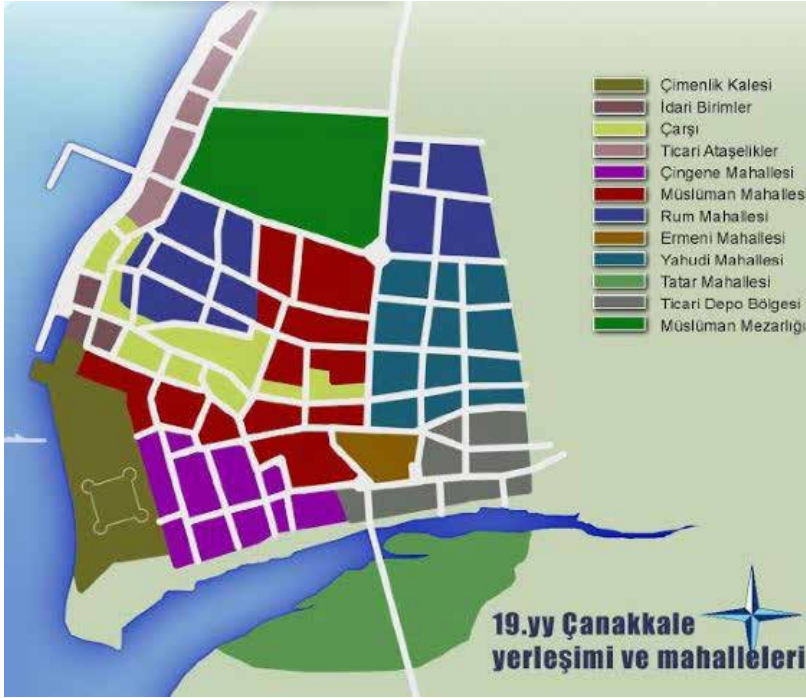 Çimenlik Kalesi
İdari Birimler
Çarşı
Ticari Ataşelikler
Çingene Mahallesi
Müslüman Mahalles
Rum Mahallesi
Ermeni Mahallesi
Yahudi Mahallesi
Tatar Mahallesi
Ticari Depo Bölgesi
Müslüman Mezarlığı
19.yy Çanakkale
yerleşimi ve mahalleleri